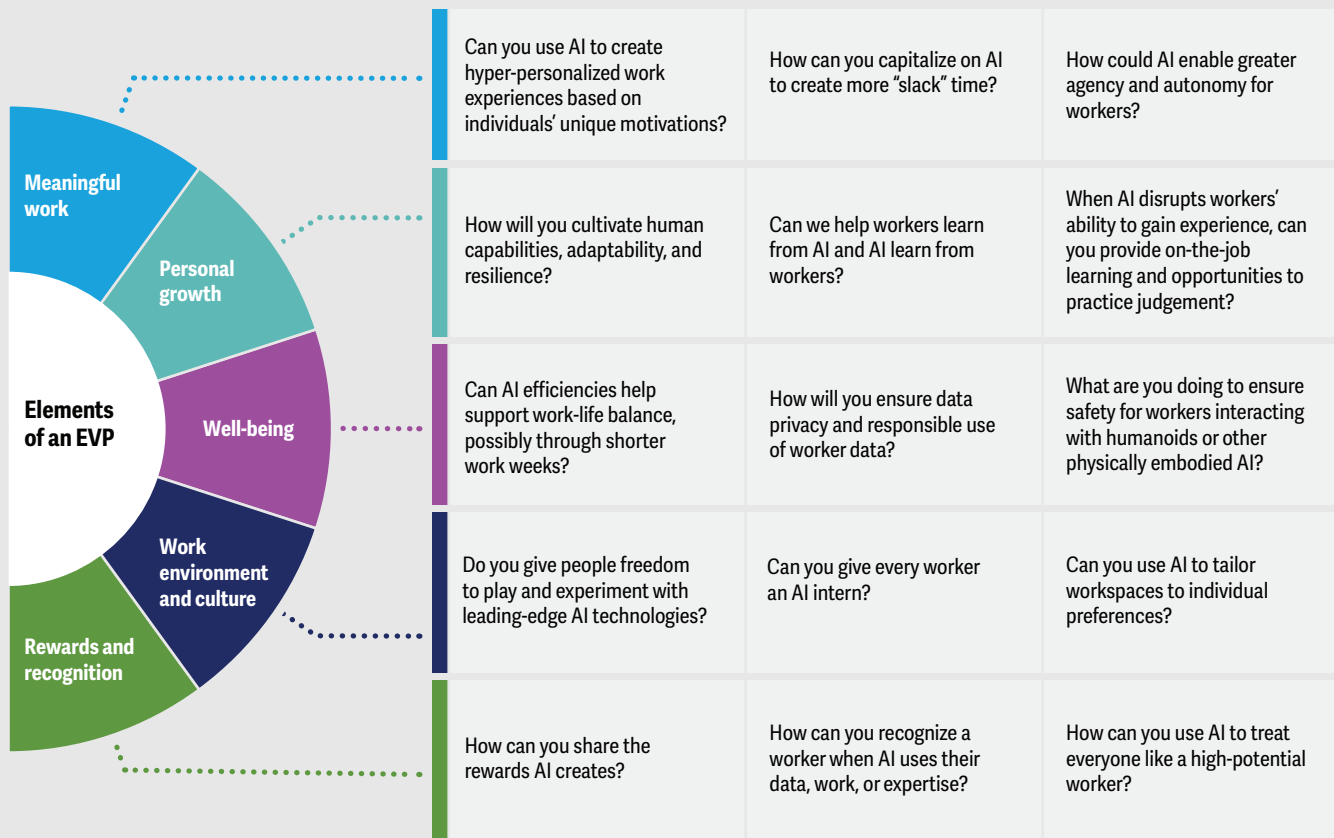 Elements
of an EVP
Meaningful
work
Can you use AI to create
hyper-personalized work
experiences based on
individuals’ unique motivations?
How can you capitalize on AI
to create more “slack” time?
How could AI enable greater
agency and autonomy for
workers?
Personal
growth
How will you cultivate human
capabilities, adaptability, and
resilience?
Can we help workers learn
from AI and AI learn from
workers?
When AI disrupts workers’
ability to gain experience, can
you provide on-the-job
learning and opportunities to
practice judgement?
Well-being
Can AI efficiencies help
support work-life balance,
possibly through shorter
work weeks?
How will you ensure data
privacy and responsible use
of worker data?
What are you doing to ensure
safety for workers interacting
with humanoids or other
physically embodied AI?
Work
environment
and culture
Do you give people freedom
to play and experiment with
leading-edge AI technologies?
Can you give every worker
an AI intern?
Can you use AI to tailor
workspaces to individual
preferences?
Rewards and
recognition
How can you share the
rewards AI creates?
How can you recognize a
worker when AI uses their
data, work, or expertise?
How can you use AI to treat
everyone like a high-potential
worker?